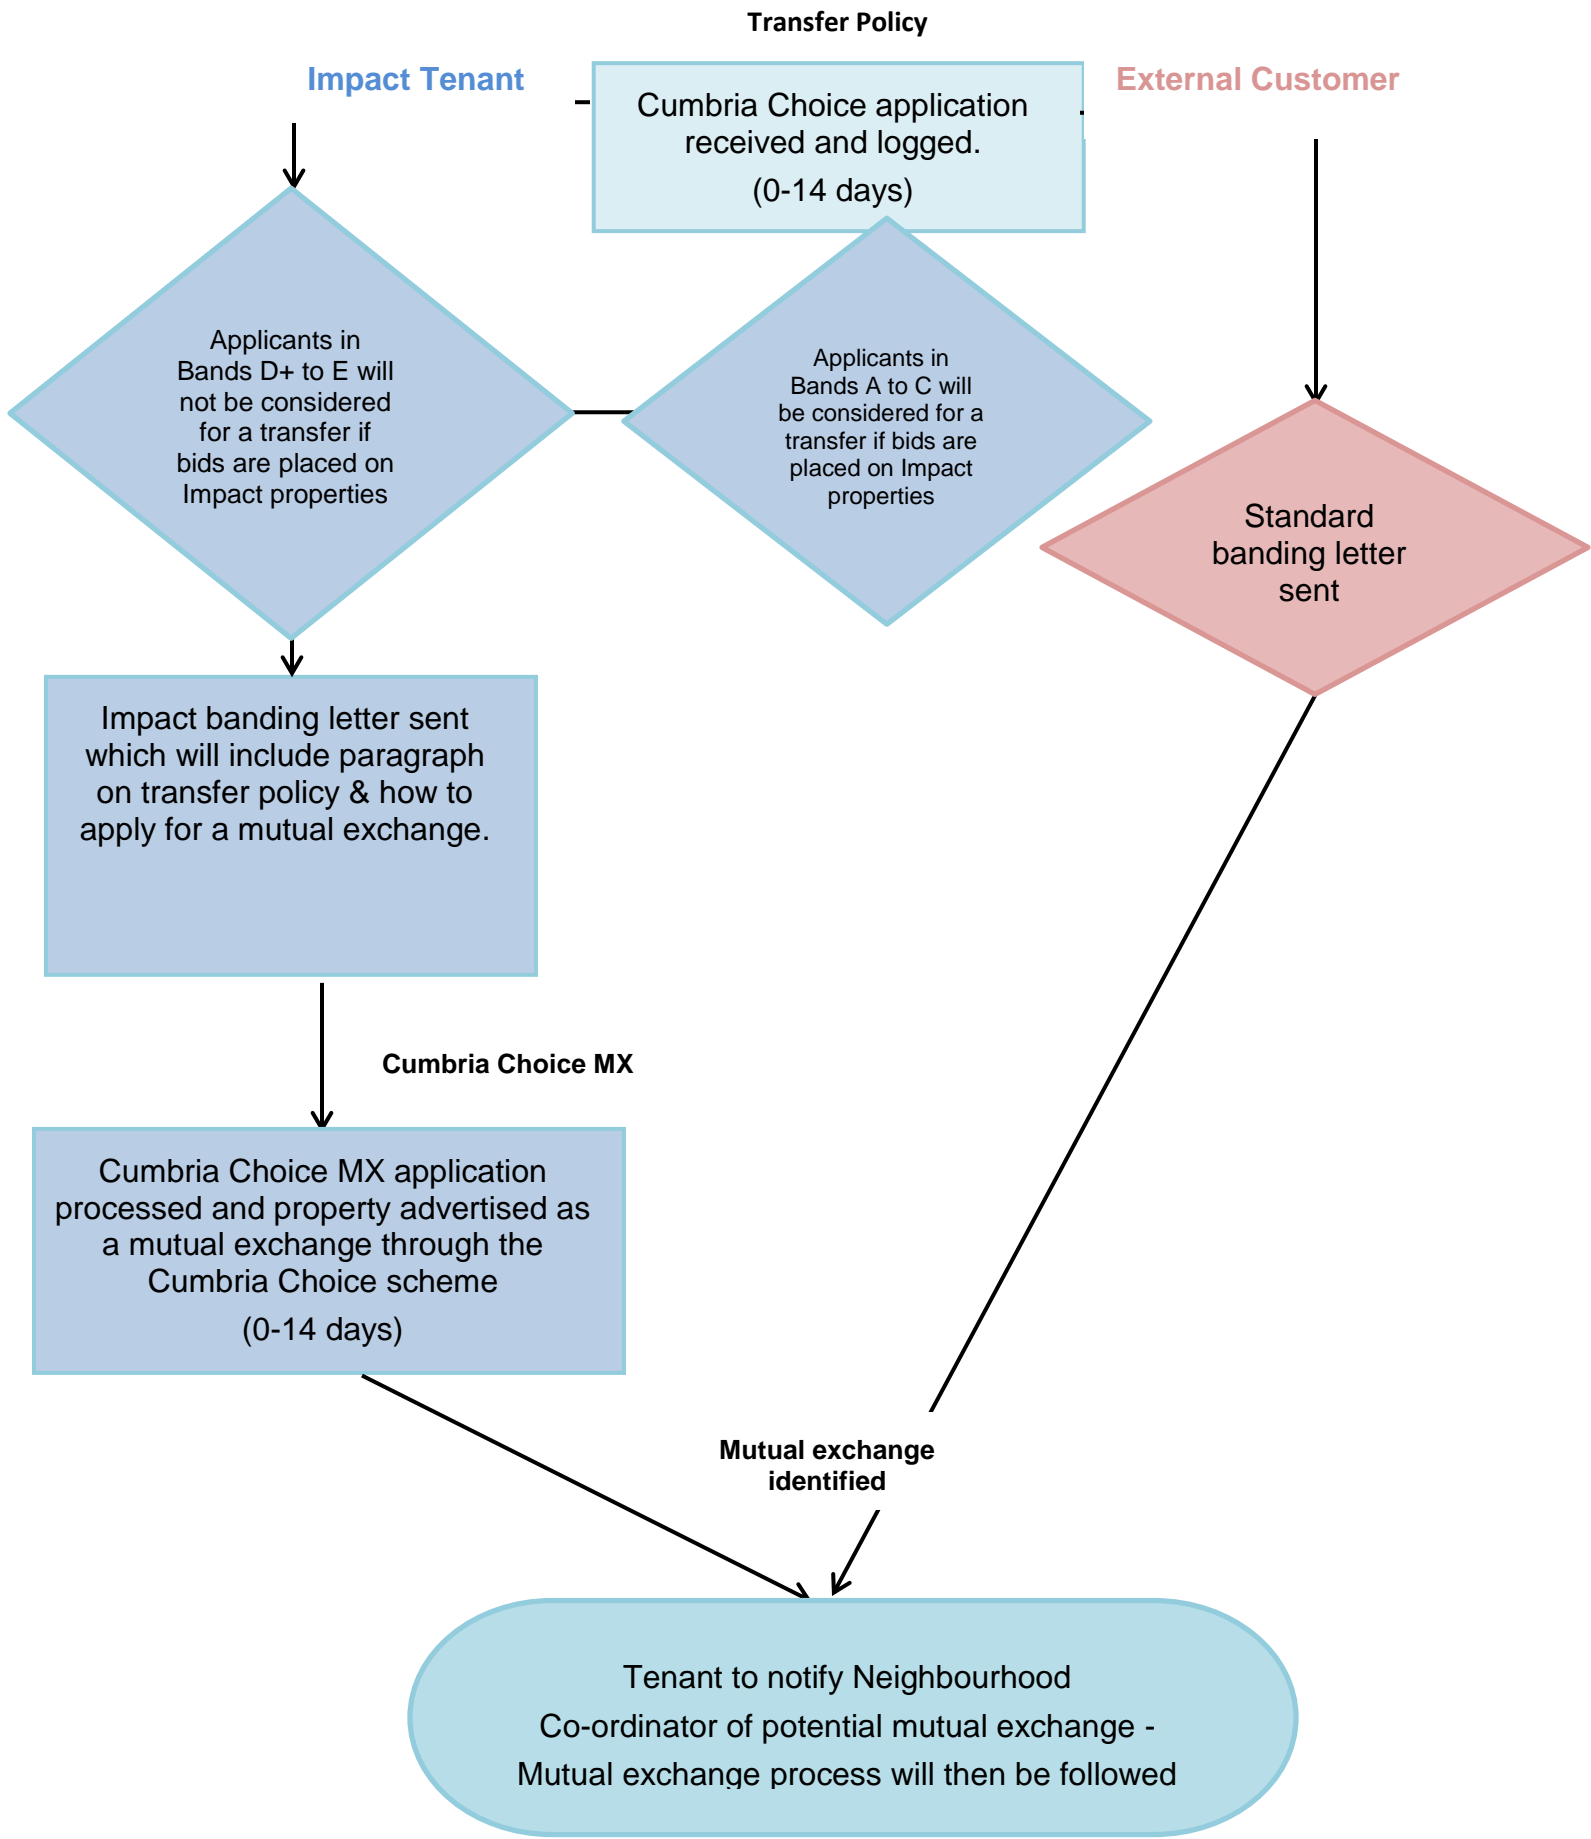 Transfer Policy
Impact Tenant
Cumbria Choice application
received and logged.
(0-14 days)
External Customer
Applicants in
Bands D+ to E will
not be considered
for a transfer if
bids are placed on
Impact properties
Applicants in
Bands A to C will
be considered for a
transfer if bids are
placed on Impact
properties
Standard
banding letter
sent
Impact banding letter sent
which will include paragraph
on transfer policy & how to
apply for a mutual exchange.
Cumbria Choice MX
Cumbria Choice MX application
processed and property advertised as
a mutual exchange through the
Cumbria Choice scheme
(0-14 days)
Mutual exchange
identified
Tenant to notify Neighbourhood
Co-ordinator of potential mutual exchange -
Mutual exchange process will then be followed